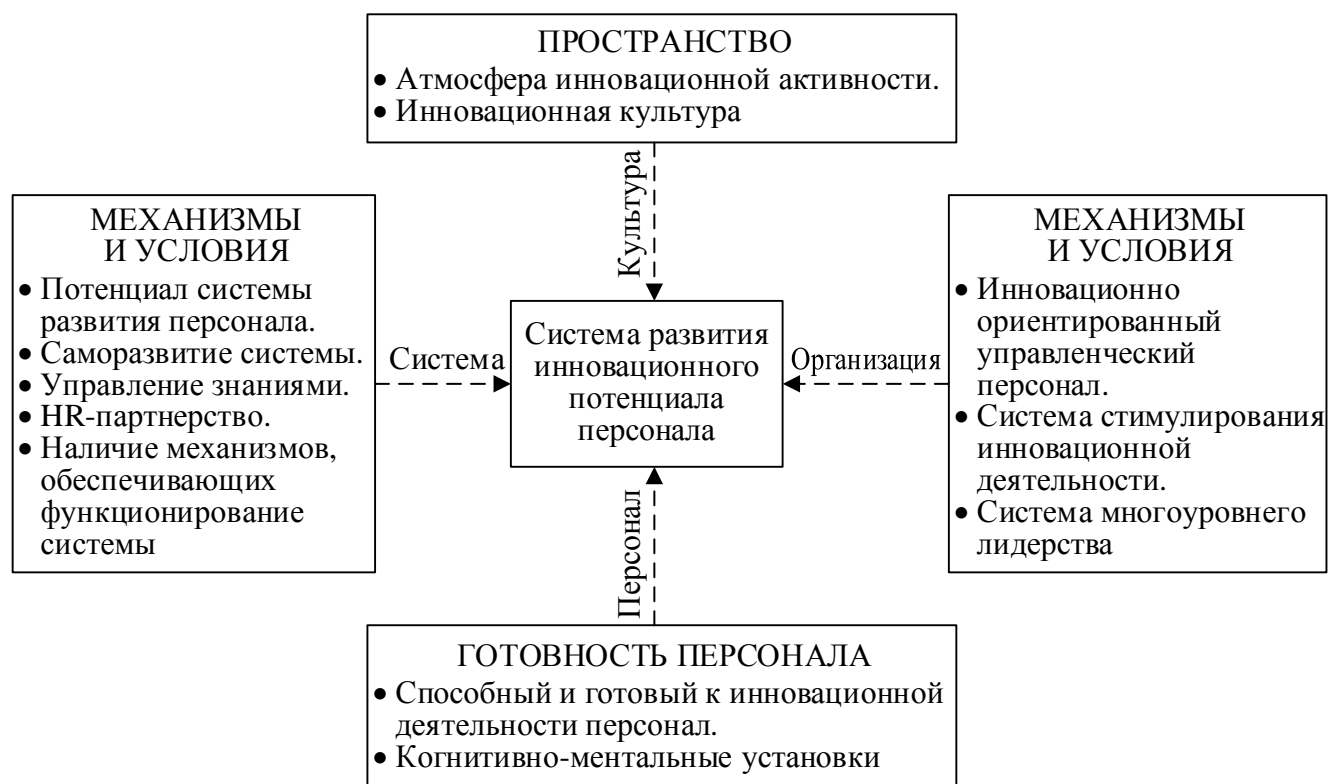 ПРОСТРАНСТВО
• Атмосфера инновационной активности.
• Инновационная культура
Культура
МЕХАНИЗМЫ
И УСЛОВИЯ
• Потенциал системы
развития персонала.
• Саморазвитие системы.
• Управление знаниями.
• HR-партнерство.
• Наличие механизмов,
обеспечивающих
функционирование
системы
Система
Система развития
инновационного
потенциала
персонала
Организация
МЕХАНИЗМЫ
И УСЛОВИЯ
• Инновационно
ориентированный
управленческий
персонал.
• Система стимулирования
инновационной
деятельности.
• Система многоуровнего
лидерства
Персонал
ГОТОВНОСТЬ ПЕРСОНАЛА
• Способный и готовый к инновационной
деятельности персонал.
• Когнитивно-ментальные установки